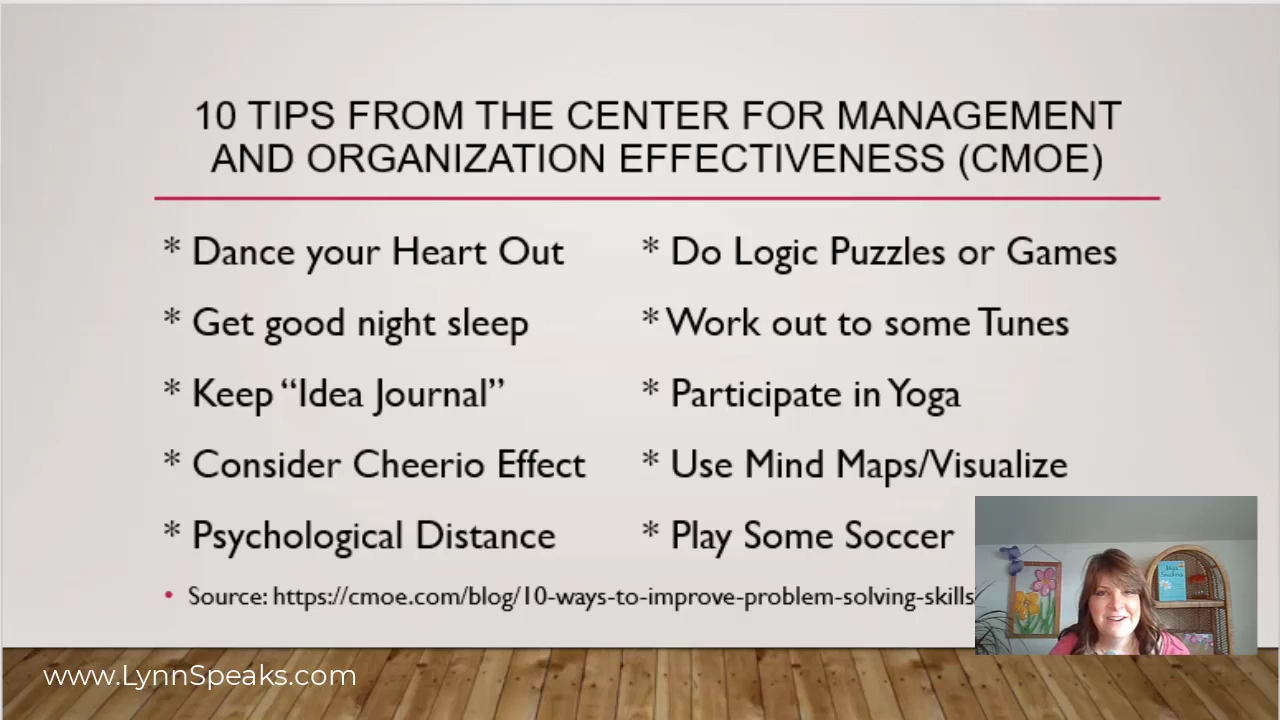 10 TIPS FROM THE CENTER FOR MANAGEMENT
AND ORGANIZATION EFFECTIVENESS (CMOE)
* Dance your Heart Out
* Get good night sleep
* Keep “Idea Journal”
* Consider Cheerio Effect
* Psychological Distance
* Do Logic Puzzles or Games
* Work out to some Tunes
* Participate in Yoga
* Use Mind Maps/Visualize
* Play Some Soccer
• Source: https://cmoe.com/blog/10-ways-to-improve-problem-solving-skills
www.LynnSpeaks.com